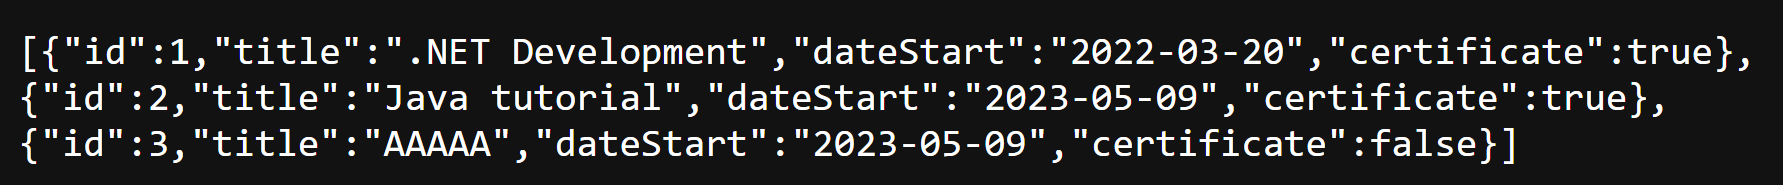 [{"id":1,"title":".NET Development","dateStart":"2022-03-20","certificate":true},
{"id":2,"title":"Java tutorial","dateStart":"2023-05-09","certificate":true},
{"id":3,"title":"AAAAA","dateStart":"2023-05-09","certificate":false}]